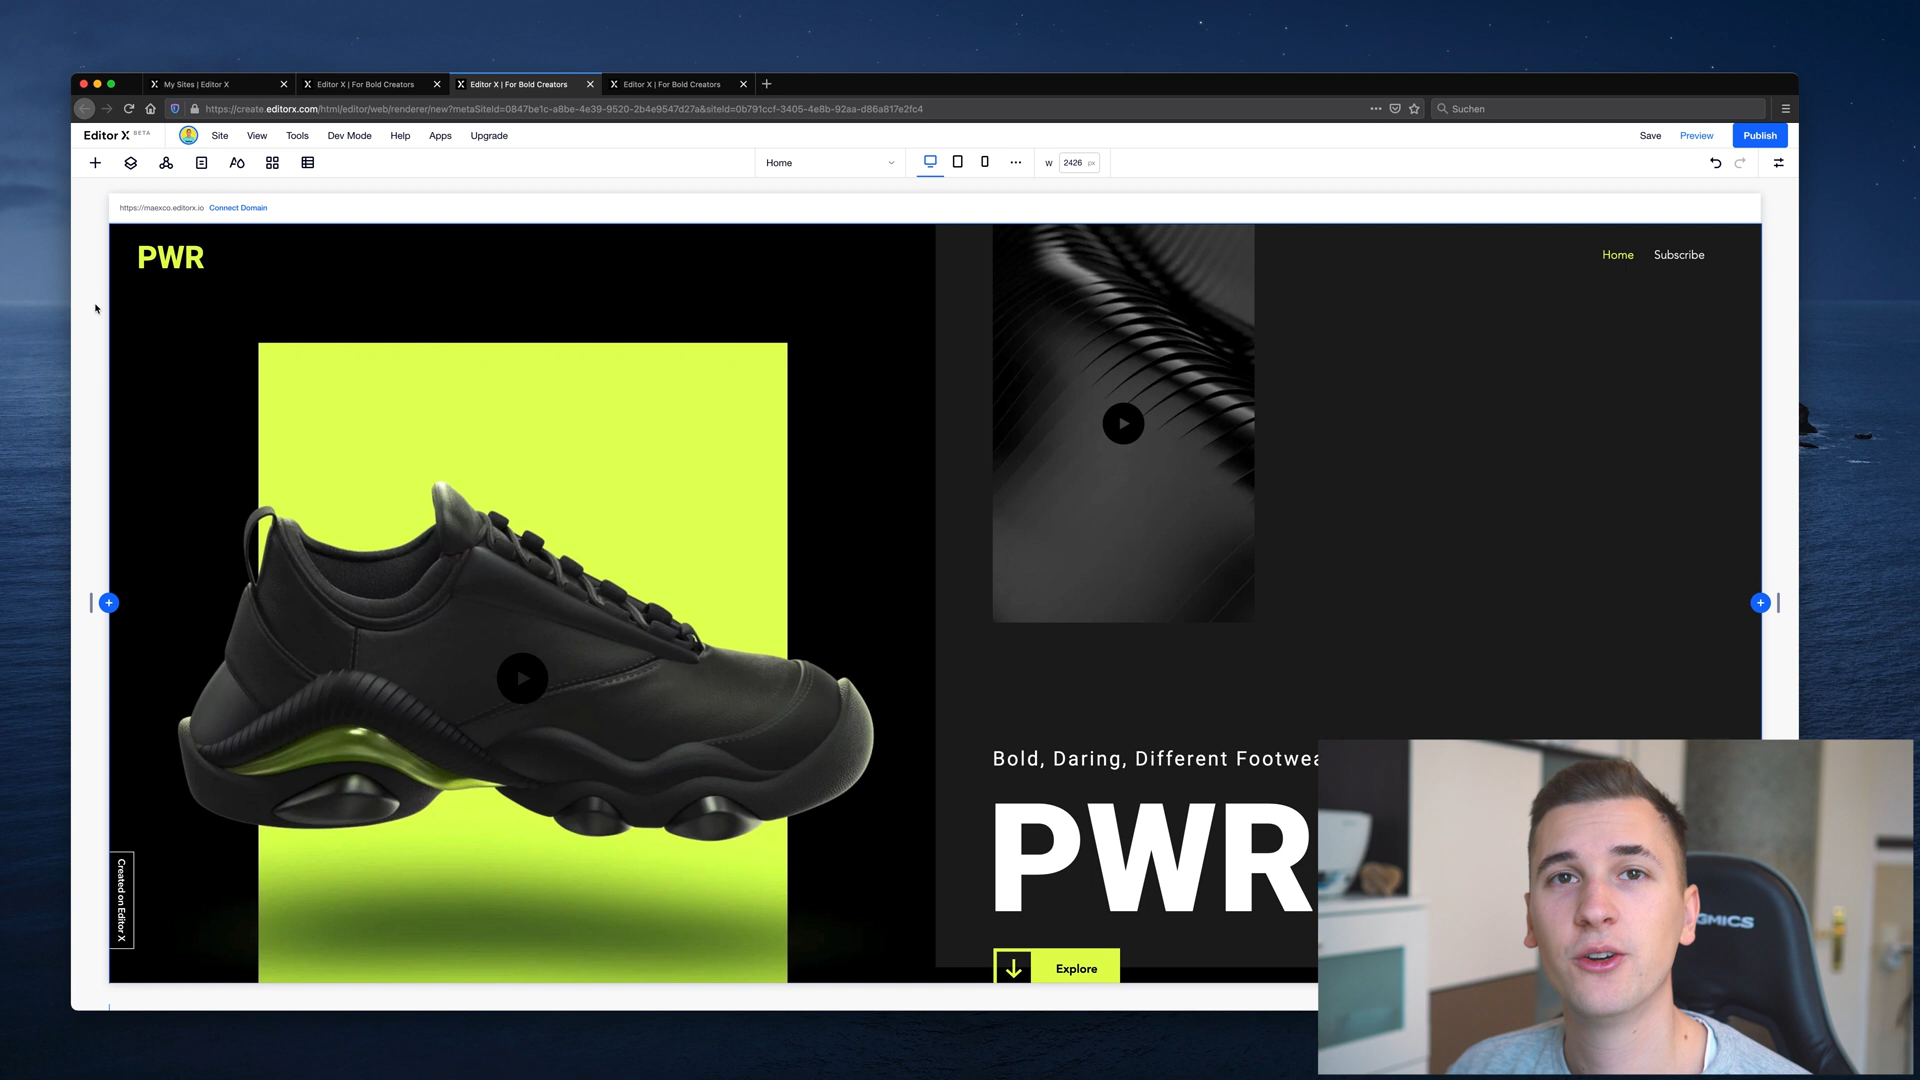 My Sites | Editor X
Editor X | For Bold Creators
Editor X | For Bold Creators
Editor X | For Bold Creators
https://create.editorx.com/html/editor/web/renderer/new?metaSiteId=0847be1c-a8be-4e39-9520-2b4e9547d27a&siteId=0b791ccf-3405-4e8b-92aa-d86a817e2fc4
Suchen
Editor X BETA
Site
View
Tools
Dev Mode
Help
Apps
Upgrade
Save
Preview
Publish
Home
W 2426 px
https://maexco.editorx.io Connect Domain
PWR
Home
Subscribe
Bold, Daring, Different Footwea
PWR
Explore
Created on Editor X
GMICS